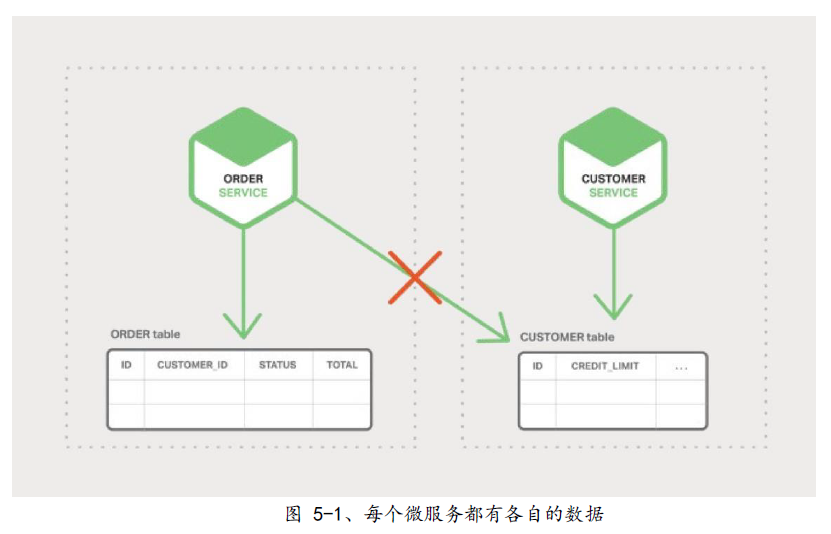 ORDER
SERVICE
CUSTOMER
SERVICE
ORDER table
ID CUSTOMER_ID STATUS TOTAL
CUSTOMER table
ID CREDIT_LIMIT ...
图 5-1、每个微服务都有各自的数据